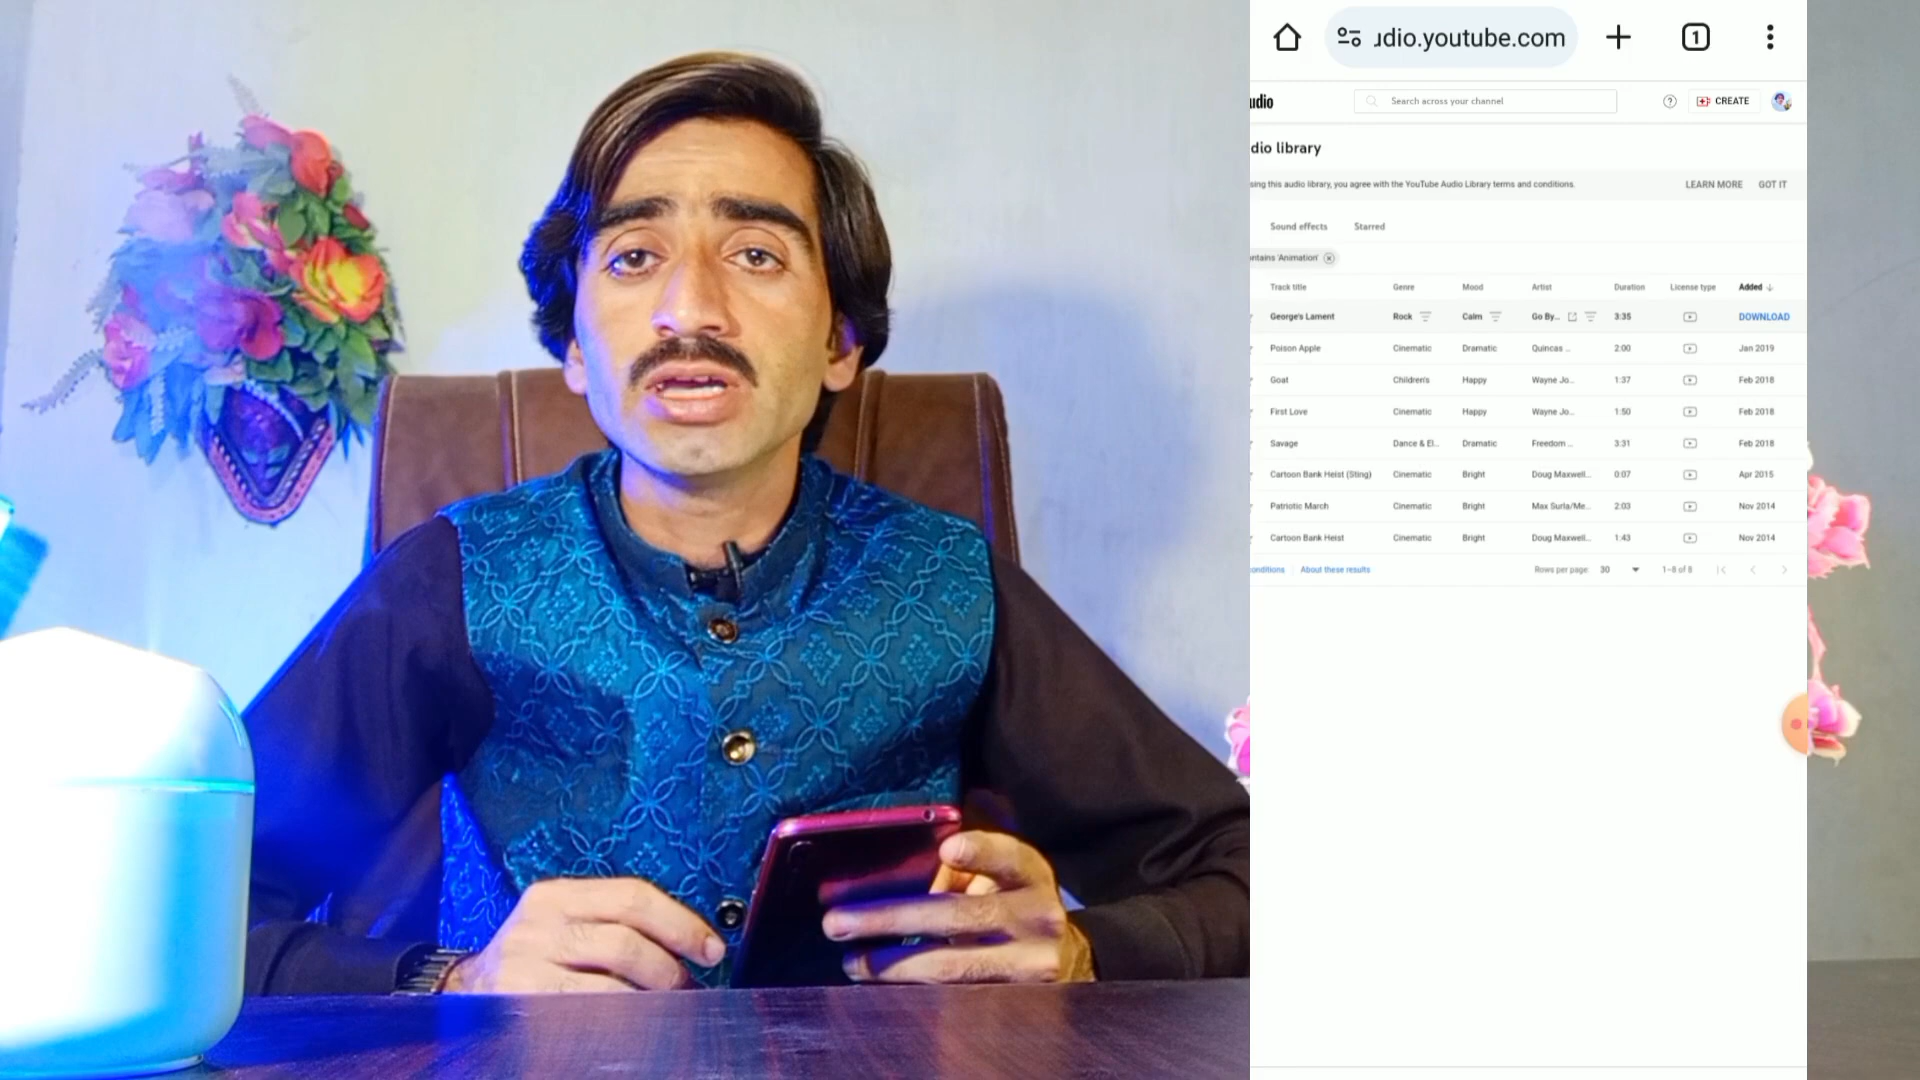 udio.youtube.com
1
udio
Search across your channel
CREATE
dio library
sing this audio library, you agree with the YouTube Audio Library terms and conditions.
LEARN MORE GOT IT
Sound effects Starred
ntains 'Animation'
Track title Genre Mood Artist Duration License type Added
George's Lament Rock Calm Go By... 3:35 DOWNLOAD
Poison Apple Cinematic Dramatic Quincas ... 2:00 Jan 2019
Goat Children's Happy Wayne Jo... 1:37 Feb 2018
First Love Cinematic Happy Wayne Jo... 1:50 Feb 2018
Savage Dance & El... Dramatic Freedom ... 3:31 Feb 2018
Cartoon Bank Heist (Sting) Cinematic Bright Doug Maxwell... 0:07 Apr 2015
Patriotic March Cinematic Bright Max Surla/Me... 2:03 Nov 2014
Cartoon Bank Heist Cinematic Bright Doug Maxwell... 1:43 Nov 2014
onditions About these results Rows per page: 30 1–8 of 8